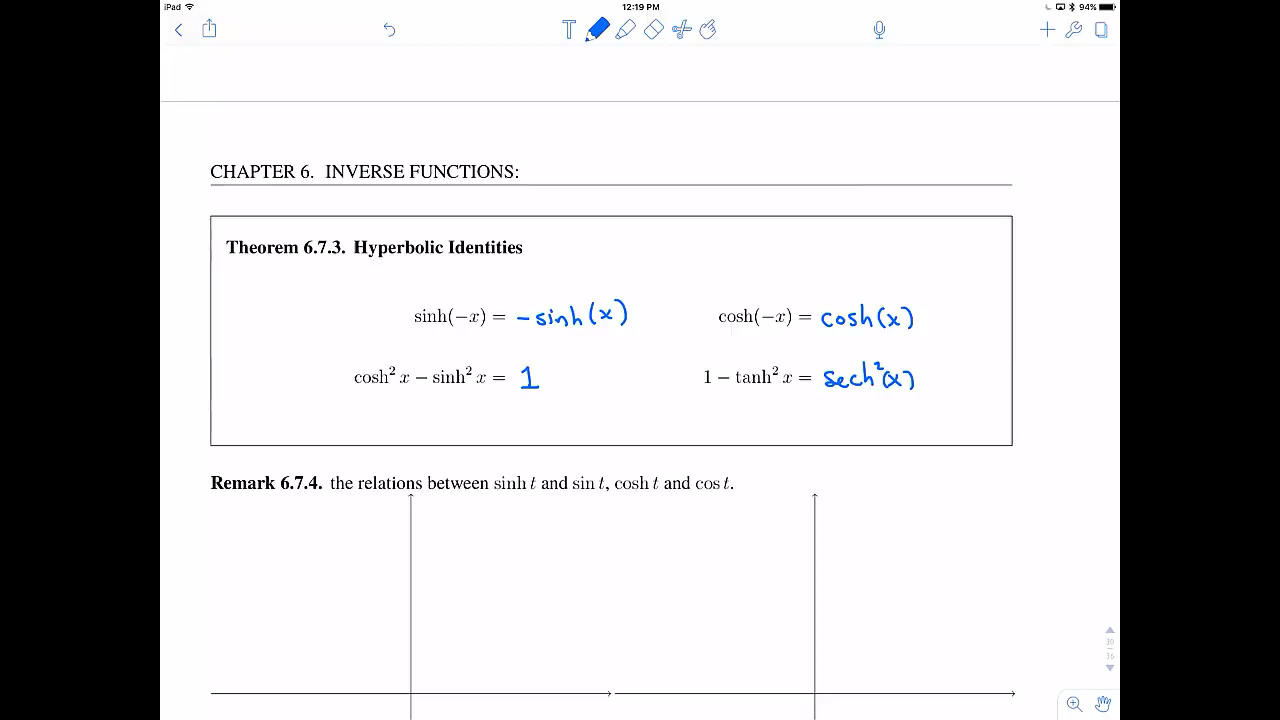 iPad 12:19 PM 94%
T
CHAPTER 6. INVERSE FUNCTIONS:
Theorem 6.7.3. Hyperbolic Identities
sinh(−x) = −sinh(x) cosh(−x) = cosh(x)
cosh² x − sinh² x = 1 1 − tanh² x = sech²(x)
Remark 6.7.4. the relations between sinh t and sin t, cosh t and cos t.
30
36